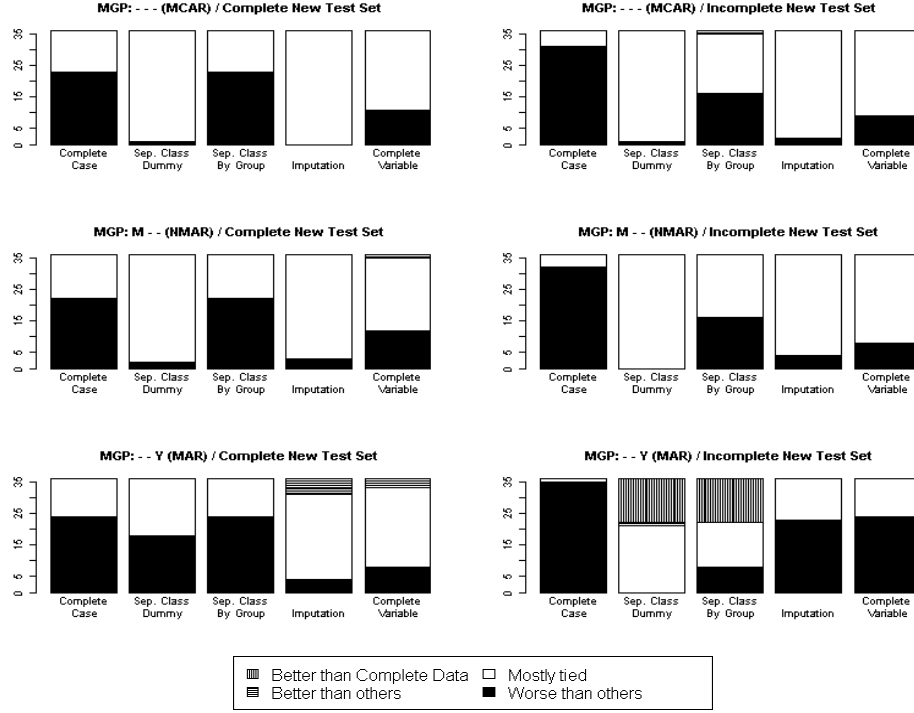 MGP: - - - (MCAR) / Complete New Test Set
35
25
15
5
0
Complete Case
Sep. Class Dummy
Sep. Class By Group
Imputation
Complete Variable
MGP: - - - (MCAR) / Incomplete New Test Set
35
25
15
5
0
Complete Case
Sep. Class Dummy
Sep. Class By Group
Imputation
Complete Variable
MGP: M - - (NMAR) / Complete New Test Set
35
25
15
5
0
Complete Case
Sep. Class Dummy
Sep. Class By Group
Imputation
Complete Variable
MGP: M - - (NMAR) / Incomplete New Test Set
35
25
15
5
0
Complete Case
Sep. Class Dummy
Sep. Class By Group
Imputation
Complete Variable
MGP: - - Y (MAR) / Complete New Test Set
35
25
15
5
0
Complete Case
Sep. Class Dummy
Sep. Class By Group
Imputation
Complete Variable
MGP: - - Y (MAR) / Incomplete New Test Set
35
25
15
5
0
Complete Case
Sep. Class Dummy
Sep. Class By Group
Imputation
Complete Variable
Better than Complete Data
Mostly tied
Better than others
Worse than others